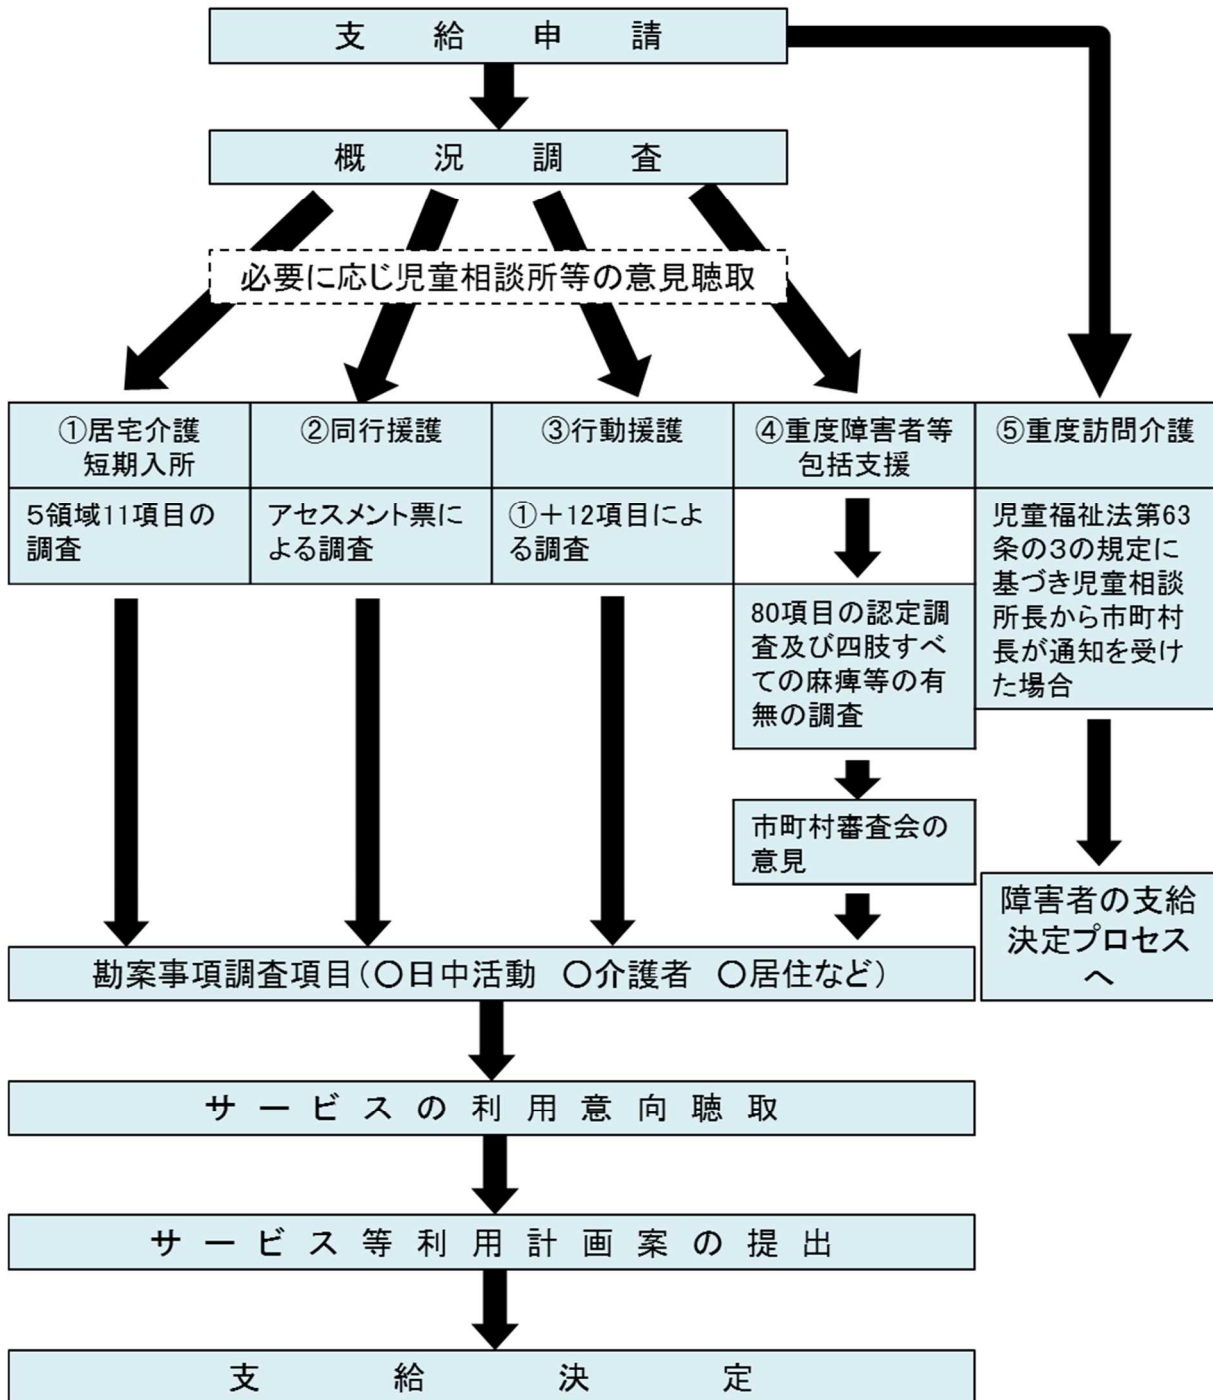 支給申請
概況調査
必要に応じ児童相談所等の意見聴取
①居宅介護
短期入所
5領域11項目の
調査
②同行援護
アセスメント票に
よる調査
③行動援護
①+12項目によ
る調査
④重度障害者等
包括支援
80項目の認定調
査及び四肢すべ
ての麻痺等の有
無の調査
市町村審査会の
意見
⑤重度訪問介護
児童福祉法第63
条の3の規定に
基づき児童相談
所長から市町村
長が通知を受け
た場合
障害者の支給
決定プロセス
へ
勘案事項調査項目(○日中活動 ○介護者 ○居住など)
サービスの利用意向聴取
サービス等利用計画案の提出
支給決定